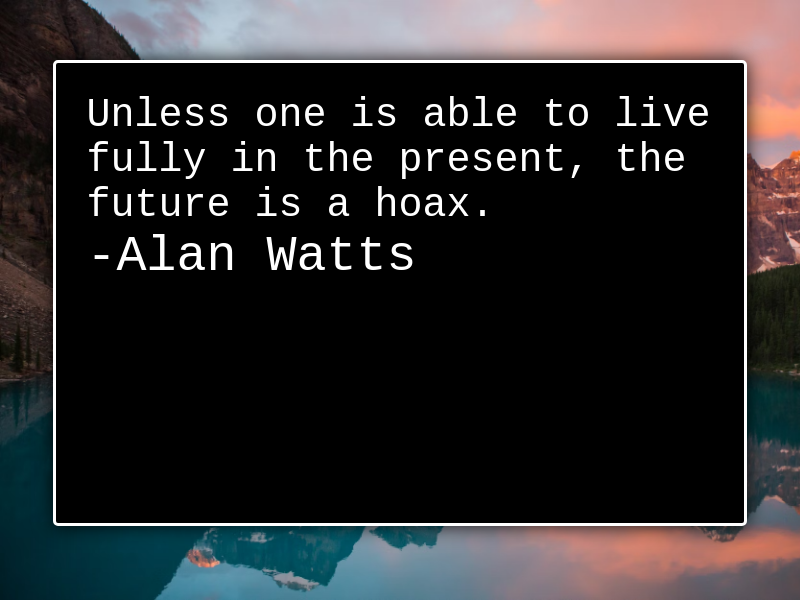 Unless one is able to live
fully in the present, the
future is a hoax.
-Alan Watts